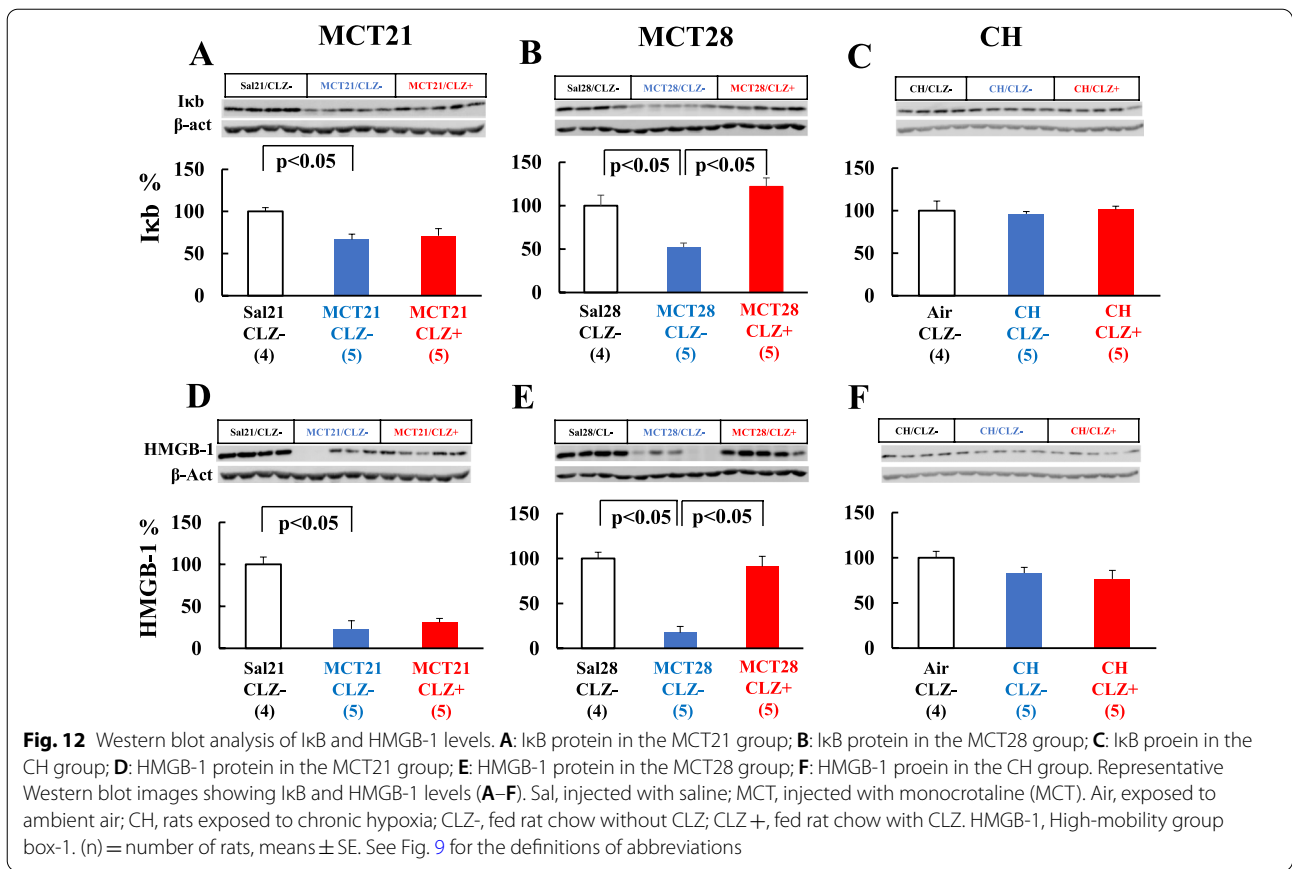 MCT21 MCT28 CH
A B C
Sal21/CLZ- MCT21/CLZ- MCT21/CLZ+ Sal28/CLZ- MCT28/CLZ- MCT28/CLZ+ CH/CLZ- CH/CLZ- CH/CLZ+
Iκb
β-act
p<0.05 p<0.05 p<0.05
Iκb %
150 150 150
100 100 100
50 50 50
0 0 0
Sal21 MCT21 MCT21 Sal28 MCT28 MCT28 Air CH CH
CLZ- CLZ- CLZ+ CLZ- CLZ- CLZ+ CLZ- CLZ- CLZ+
(4) (5) (5) (4) (5) (5) (4) (5) (5)
D E F
Sal21/CLZ- MCT21/CLZ- MCT21/CLZ+ Sal28/CL- MCT28/CLZ- MCT28/CLZ+ CH/CLZ- CH/CLZ- CH/CLZ+
HMGB-1
β-Act
p<0.05 p<0.05 p<0.05
HMGB-1 %
150 150 150
100 100 100
50 50 50
0 0 0
Sal21 MCT21 MCT21 Sal28 MCT28 MCT28 Air CH CH
CLZ- CLZ- CLZ+ CLZ- CLZ- CLZ+ CLZ- CLZ- CLZ+
(4) (5) (5) (4) (5) (5) (4) (5) (5)
Fig. 12 Western blot analysis of IκB and HMGB-1 levels. A: IκB protein in the MCT21 group; B: IκB protein in the MCT28 group; C: IκB proein in the
CH group; D: HMGB-1 protein in the MCT21 group; E: HMGB-1 protein in the MCT28 group; F: HMGB-1 proein in the CH group. Representative
Western blot images showing IκB and HMGB-1 levels (A–F). Sal, injected with saline; MCT, injected with monocrotaline (MCT). Air, exposed to
ambient air; CH, rats exposed to chronic hypoxia; CLZ-, fed rat chow without CLZ; CLZ +, fed rat chow with CLZ. HMGB-1, High-mobility group
box-1. (n) = number of rats, means ± SE. See Fig. 9 for the definitions of abbreviations